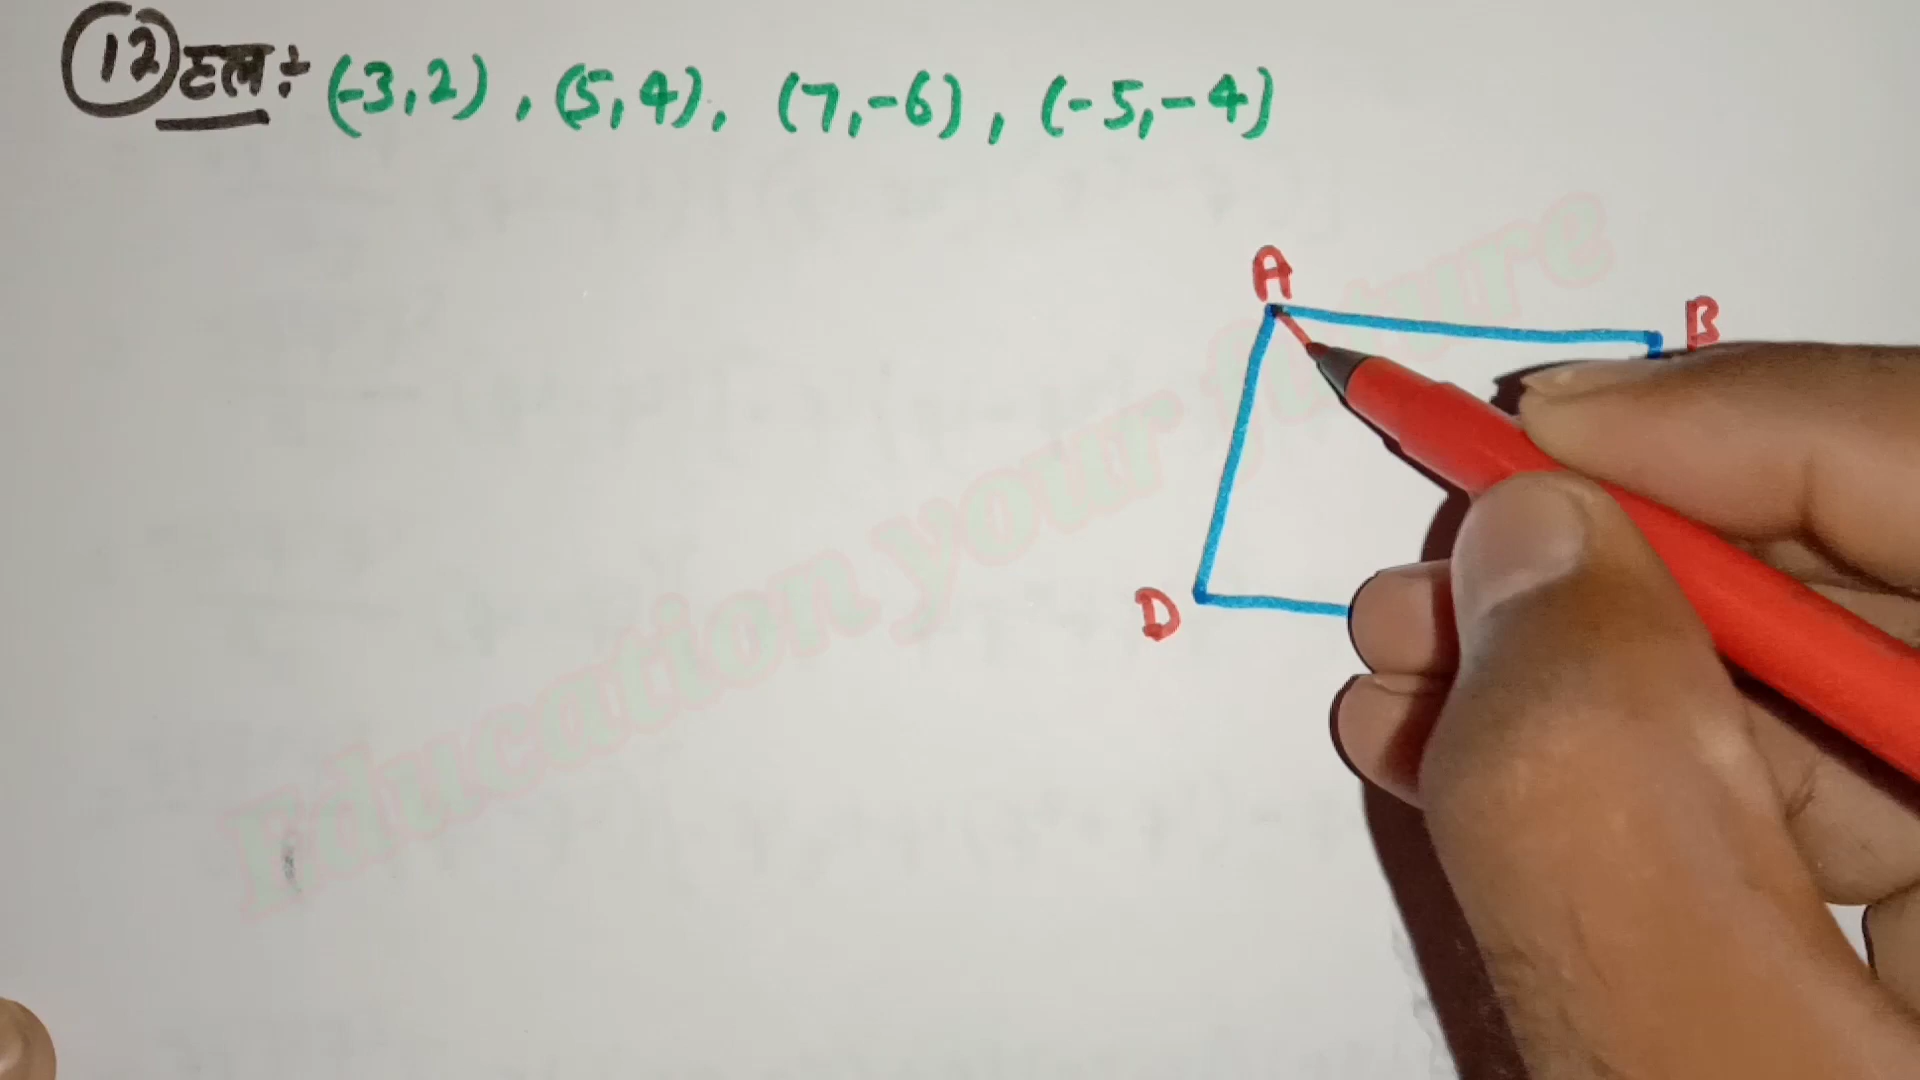 12 हल ÷ (-3,2), (5,4), (7,-6), (-5,-4)
A
B
D
Education your future